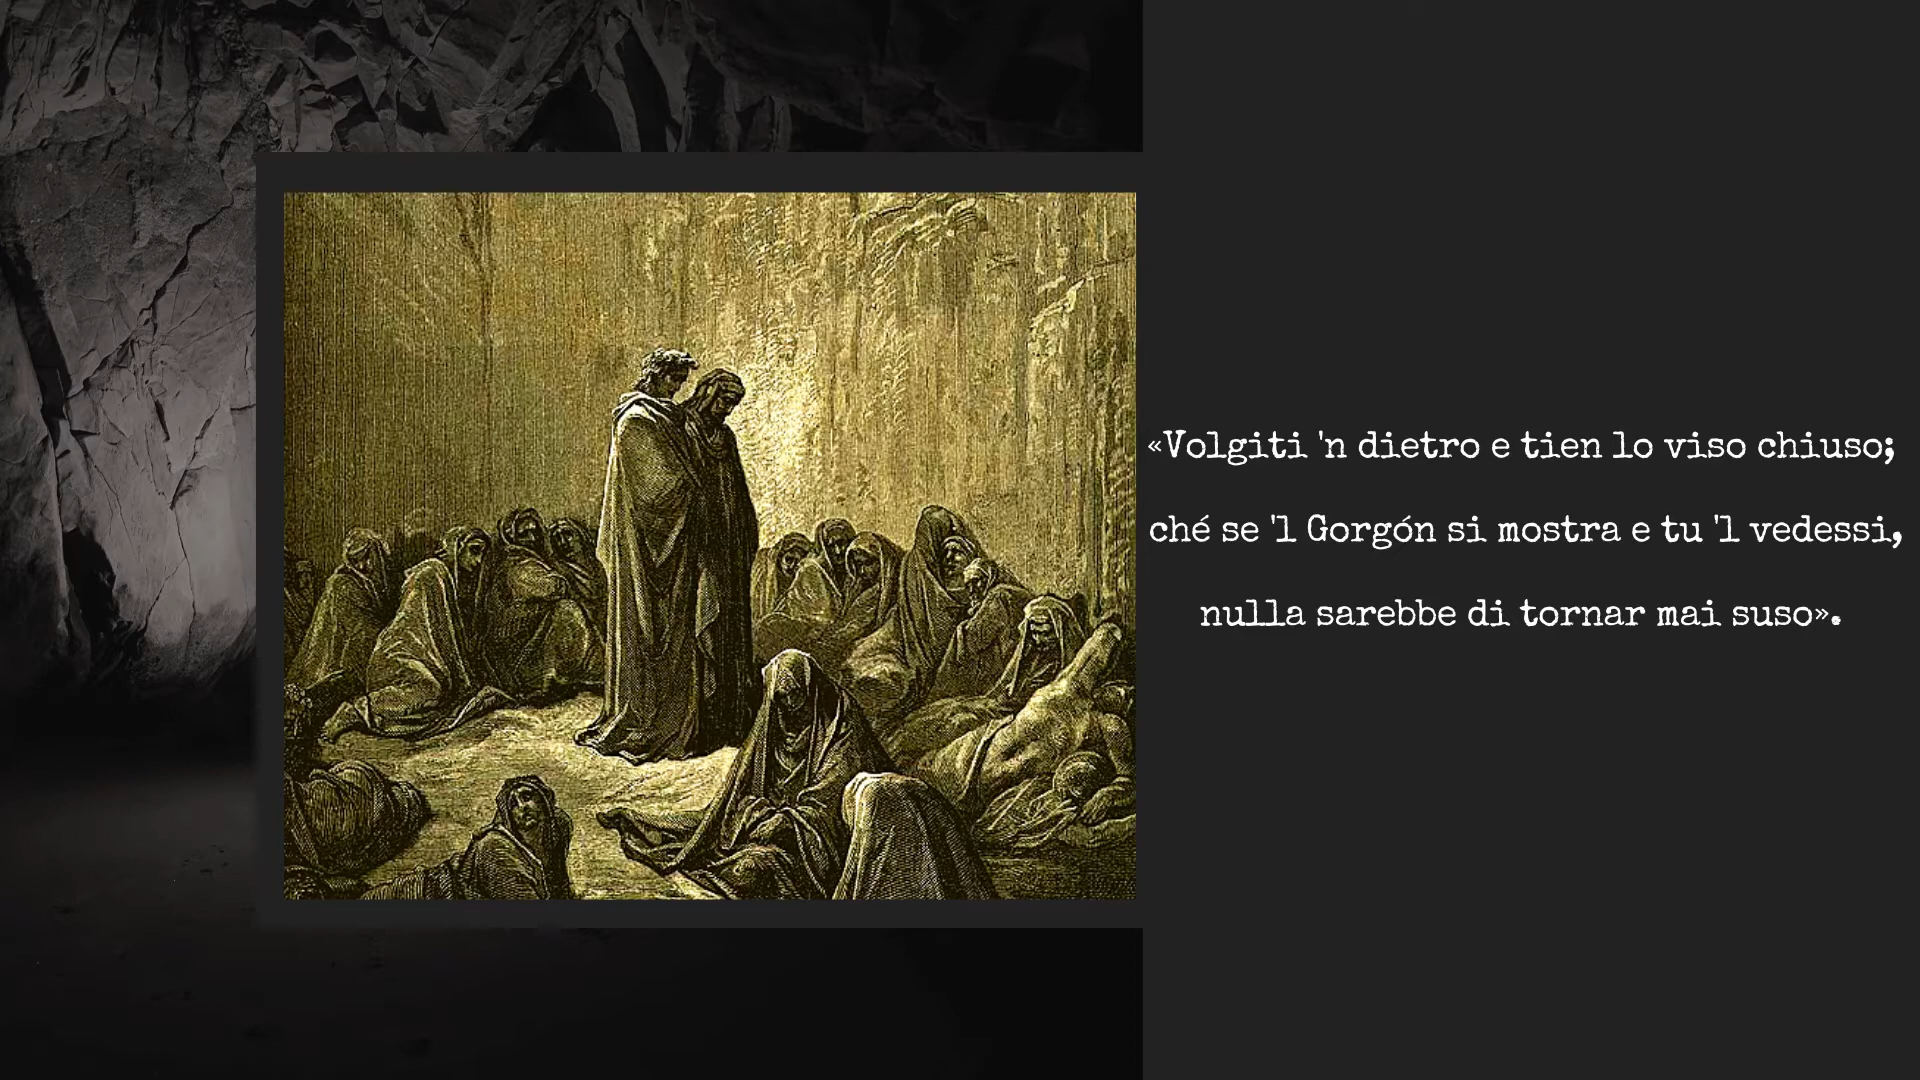 «Volgiti 'n dietro e tien lo viso chiuso;
ché se 'l Gorgón si mostra e tu 'l vedessi,
nulla sarebbe di tornar mai suso».